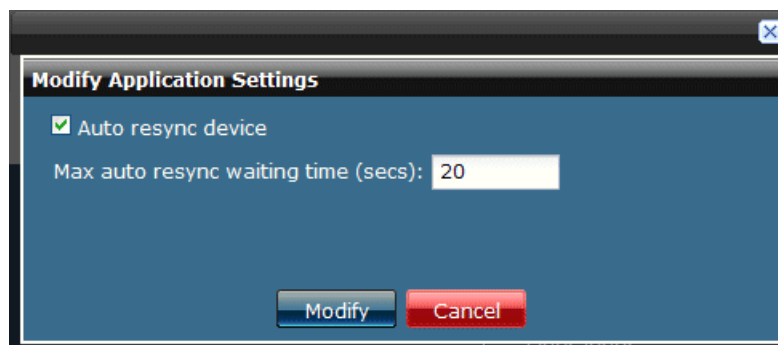 Modify Application Settings
Auto resync device
Max auto resync waiting time (secs): 20
Modify Cancel